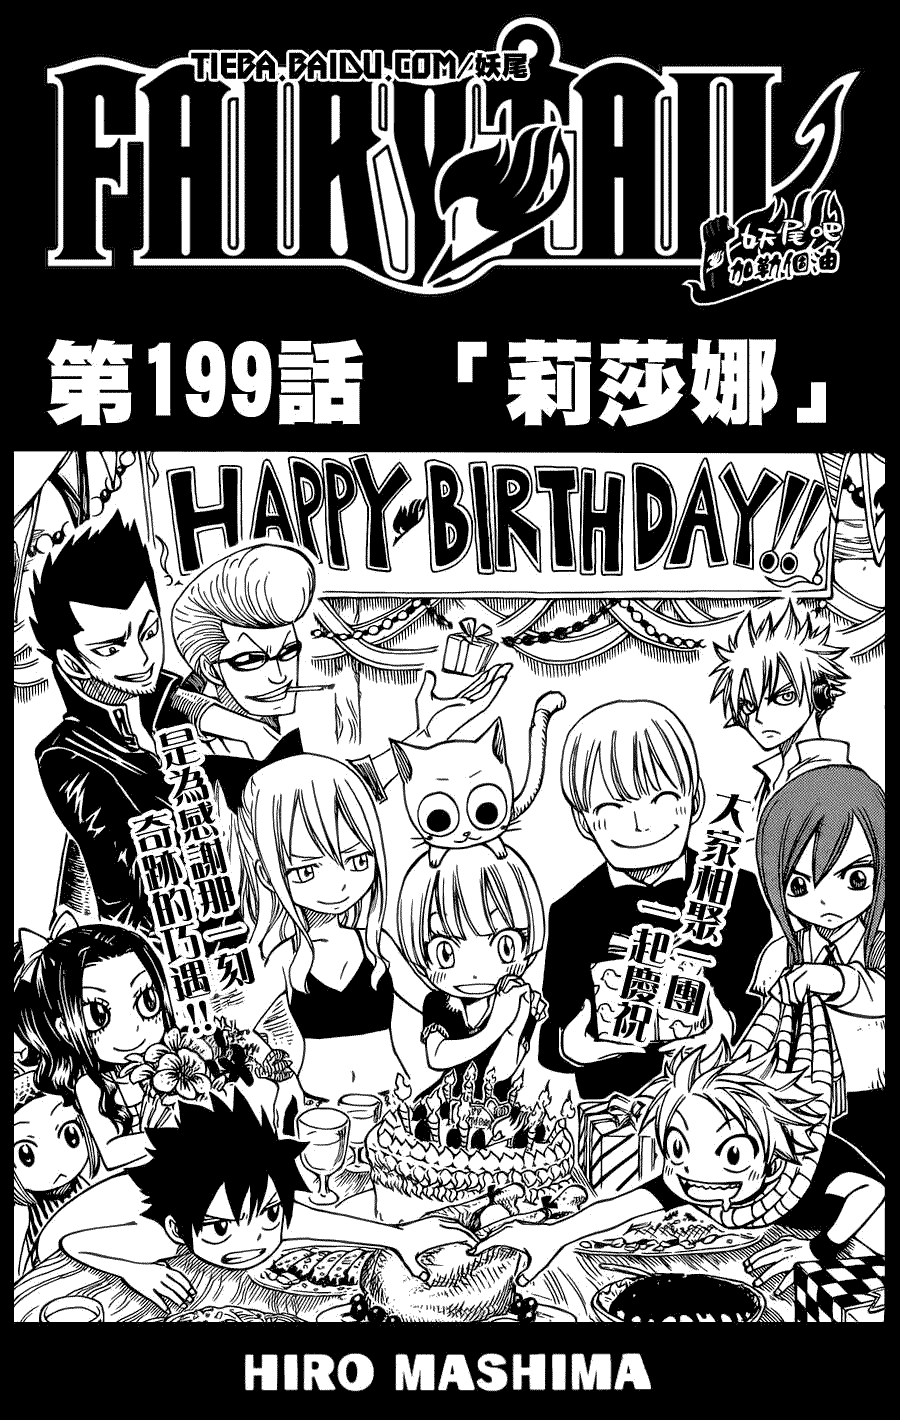 TIEBA.BAIDU.COM/妖尾
FAIRY TAIL
妖尾吧
加勒個油
第199話 「莉莎娜」
HAPPY BIRTHDAY!!
大家相聚一團
一起慶祝
是為感謝那一刻
奇跡的巧遇!!
HIRO MASHIMA